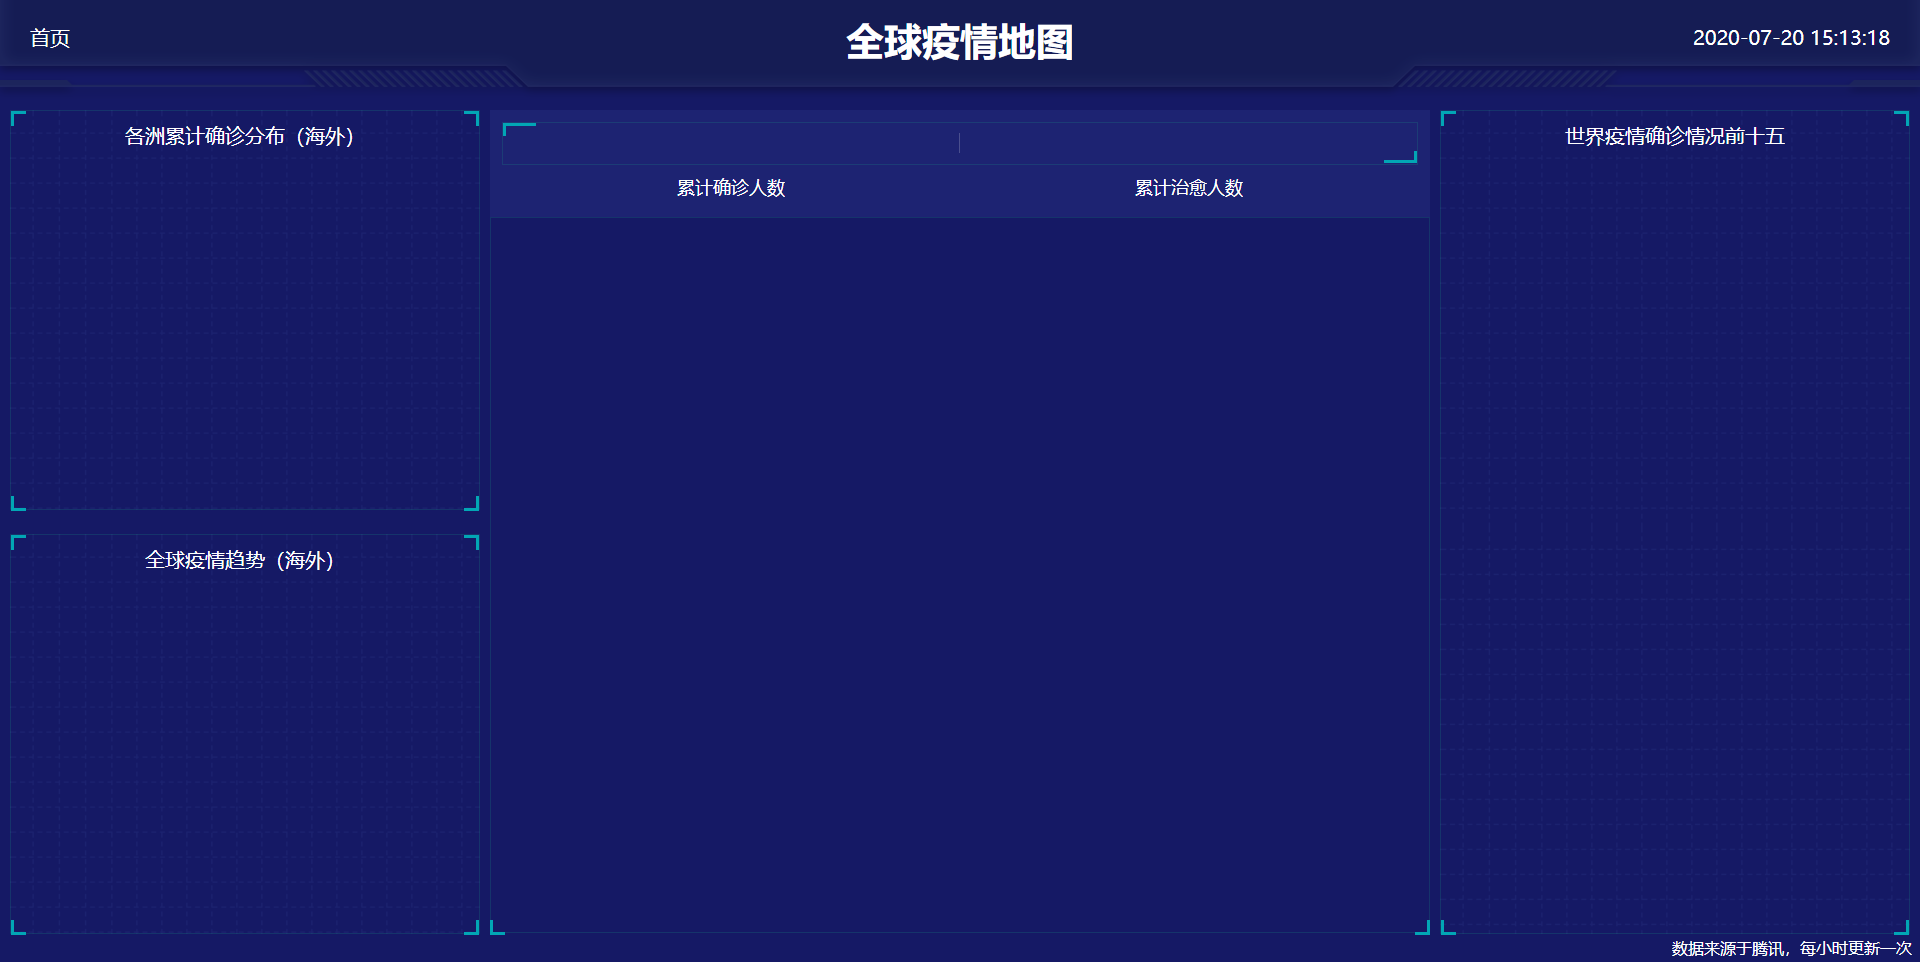 首页
全球疫情地图
2020-07-20 15:13:18
各洲累计确诊分布（海外）
累计确诊人数
累计治愈人数
世界疫情确诊情况前十五
全球疫情趋势（海外）
数据来源于腾讯，每小时更新一次